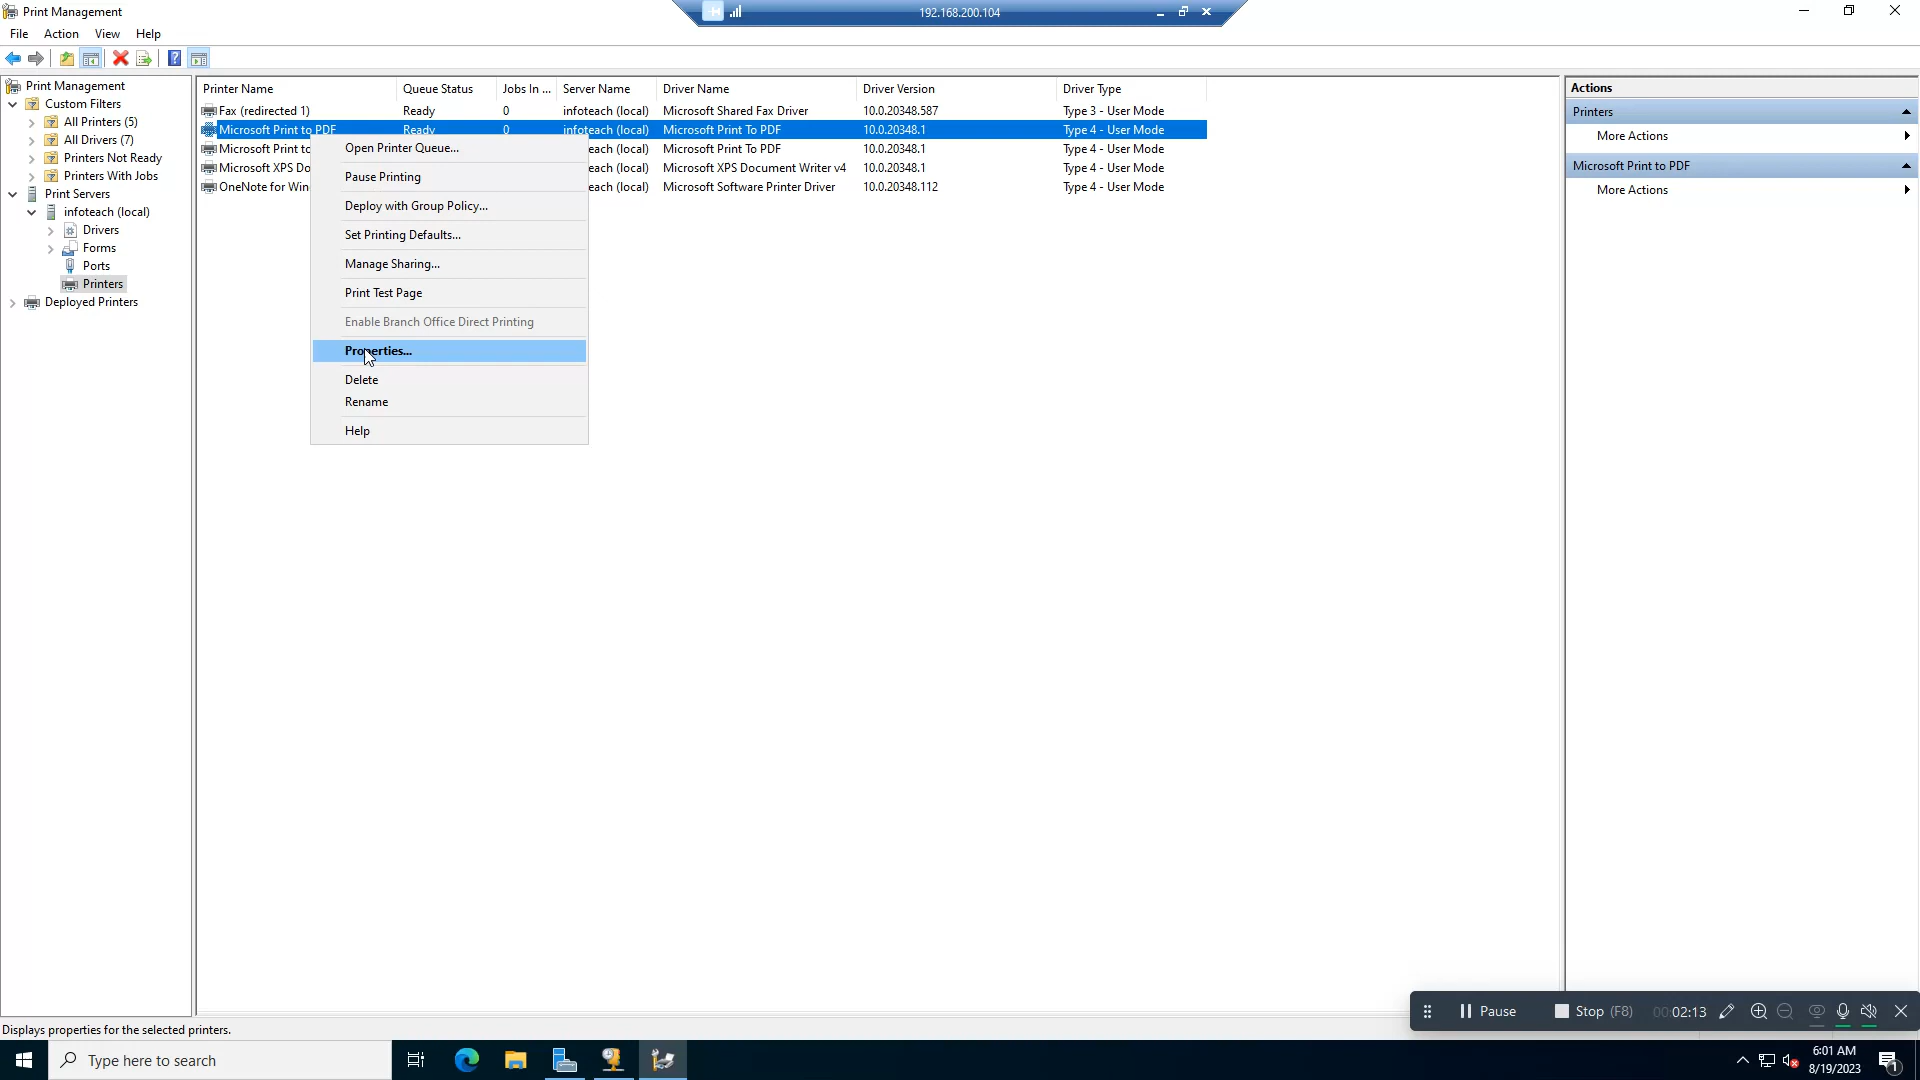 Print Management
192.168.200.104
File Action View Help
Print Management
Custom Filters
All Printers (5)
All Drivers (7)
Printers Not Ready
Printers With Jobs
Print Servers
infoteach (local)
Drivers
Forms
Ports
Printers
Deployed Printers
Printer Name Queue Status Jobs In ... Server Name Driver Name Driver Version Driver Type
Fax (redirected 1) Ready 0 infoteach (local) Microsoft Shared Fax Driver 10.0.20348.587 Type 3 - User Mode
Microsoft Print to PDF Ready 0 infoteach (local) Microsoft Print To PDF 10.0.20348.1 Type 4 - User Mode
Microsoft Print to each (local) Microsoft Print To PDF 10.0.20348.1 Type 4 - User Mode
Microsoft XPS Do each (local) Microsoft XPS Document Writer v4 10.0.20348.1 Type 4 - User Mode
OneNote for Win each (local) Microsoft Software Printer Driver 10.0.20348.112 Type 4 - User Mode
Open Printer Queue...
Pause Printing
Deploy with Group Policy...
Set Printing Defaults...
Manage Sharing...
Print Test Page
Enable Branch Office Direct Printing
Properties...
Delete
Rename
Help
Actions
Printers
More Actions
Microsoft Print to PDF
More Actions
Pause Stop (F8) 00:02:13
Displays properties for the selected printers.
Type here to search
6:01 AM
8/19/2023
1